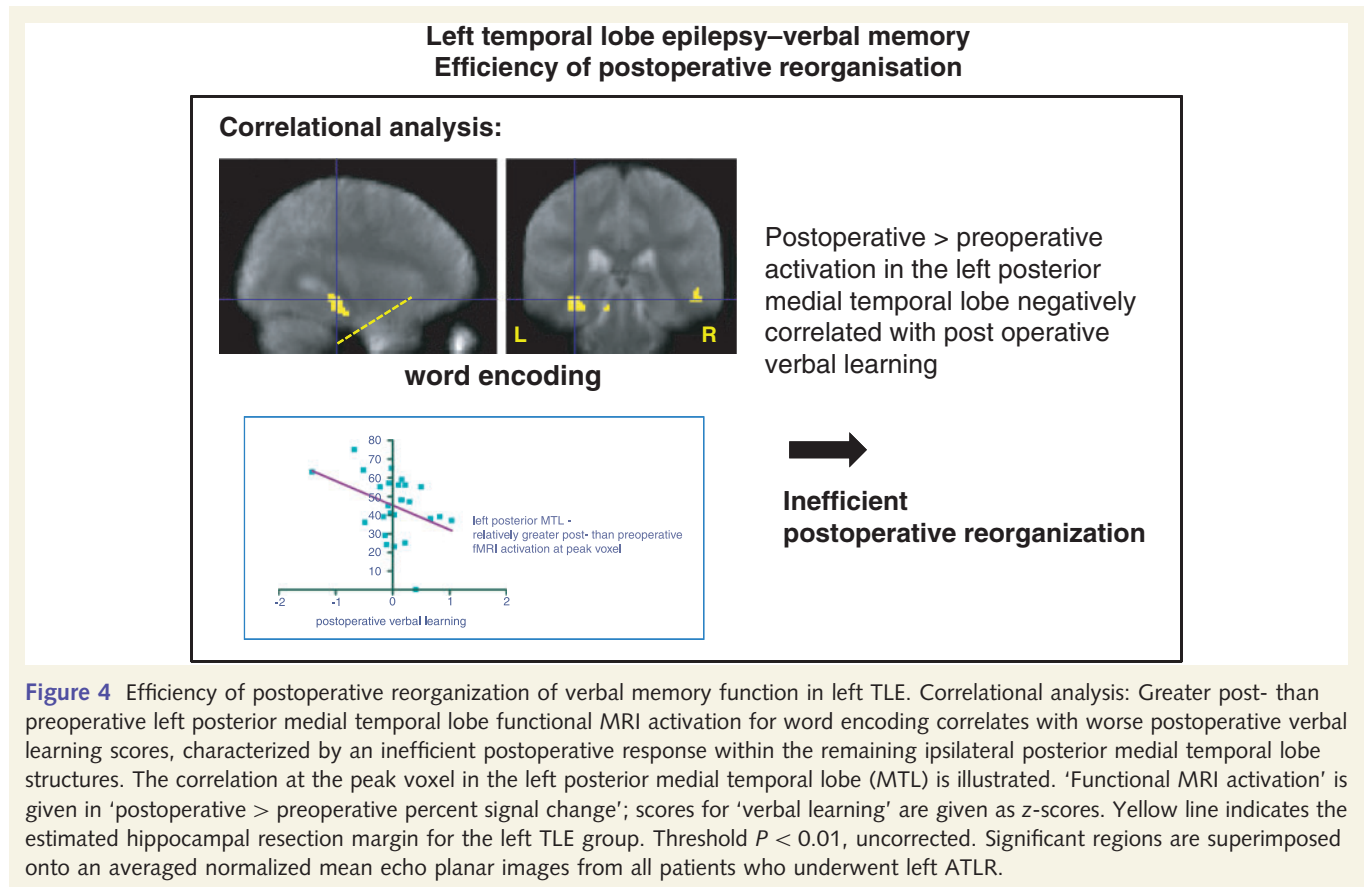 Left temporal lobe epilepsy–verbal memory
Efficiency of postoperative reorganisation
Correlational analysis:
L
R
word encoding
Postoperative > preoperative
activation in the left posterior
medial temporal lobe negatively
correlated with post operative
verbal learning
80
70
60
50
40
30
20
10
-2
-1
0
1
2
postoperative verbal learning
left posterior MTL -
relatively greater post- than preoperative
fMRI activation at peak voxel
Inefficient
postoperative reorganization
Figure 4 Efficiency of postoperative reorganization of verbal memory function in left TLE. Correlational analysis: Greater post- than
preoperative left posterior medial temporal lobe functional MRI activation for word encoding correlates with worse postoperative verbal
learning scores, characterized by an inefficient postoperative response within the remaining ipsilateral posterior medial temporal lobe
structures. The correlation at the peak voxel in the left posterior medial temporal lobe (MTL) is illustrated. ‘Functional MRI activation’ is
given in ‘postoperative > preoperative percent signal change’; scores for ‘verbal learning’ are given as z-scores. Yellow line indicates the
estimated hippocampal resection margin for the left TLE group. Threshold P < 0.01, uncorrected. Significant regions are superimposed
onto an averaged normalized mean echo planar images from all patients who underwent left ATLR.